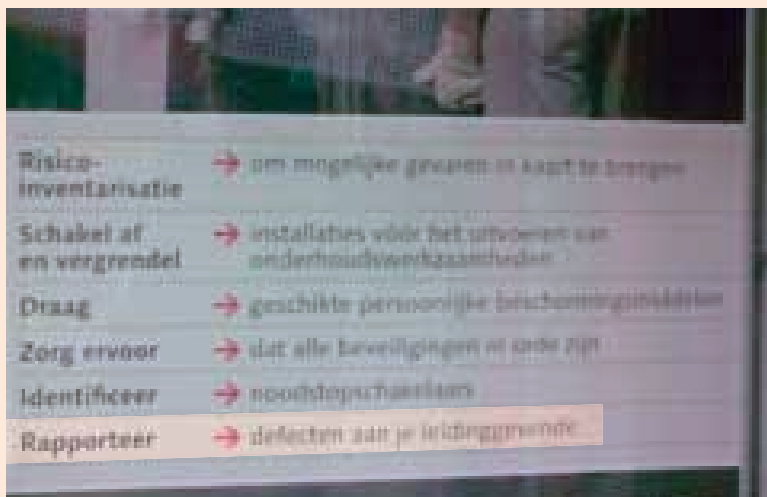 Risico- → om mogelijke gevaren in kaart te brengen
inventarisatie
Schakel af → installaties vóór het uitvoeren van
en vergrendel onderhoudswerkzaamheden
Draag → geschikte persoonlijke beschermingsmiddelen
Zorg ervoor → dat alle beveiligingen in orde zijn
Identificeer → noodstopschakelaars
Rapporteer → defecten aan je leidinggevende